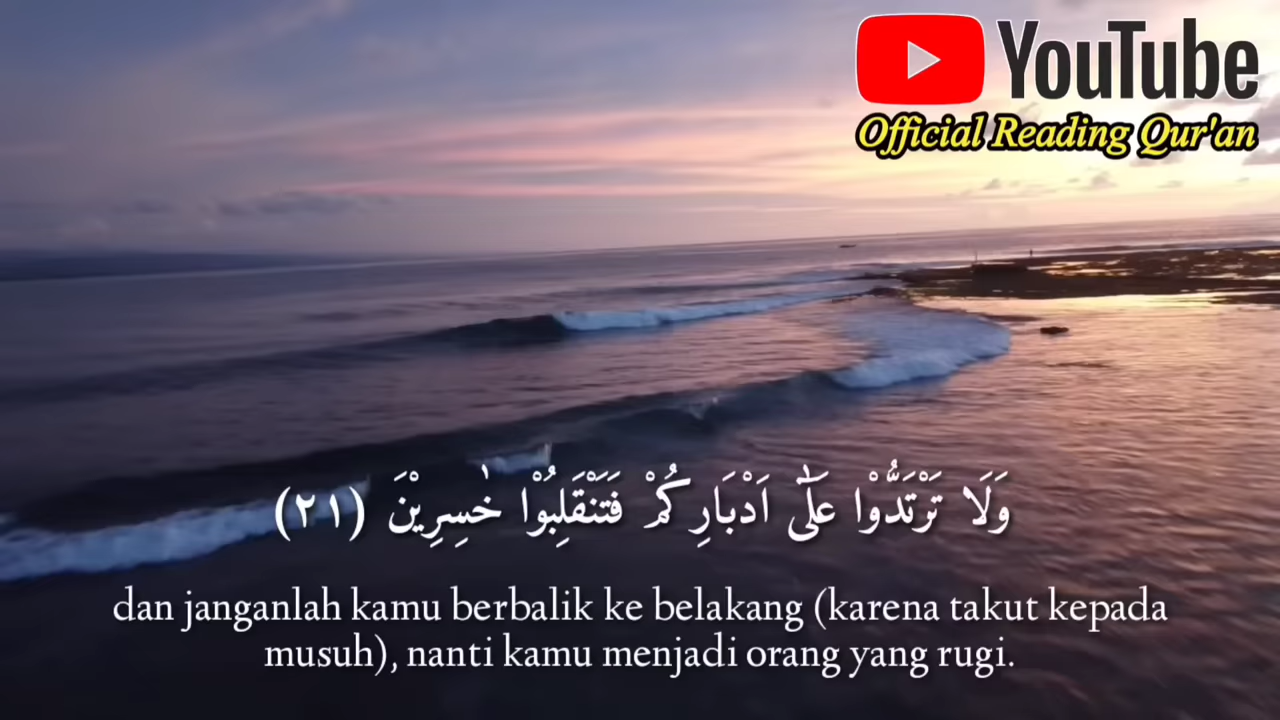 YouTube
Official Reading Qur'an
وَلَا تَرْتَدُّوْا عَلٰٓى اَدْبَارِكُمْ فَتَنْقَلِبُوْا خٰسِرِيْنَ (٢١)
dan janganlah kamu berbalik ke belakang (karena takut kepada
musuh), nanti kamu menjadi orang yang rugi.